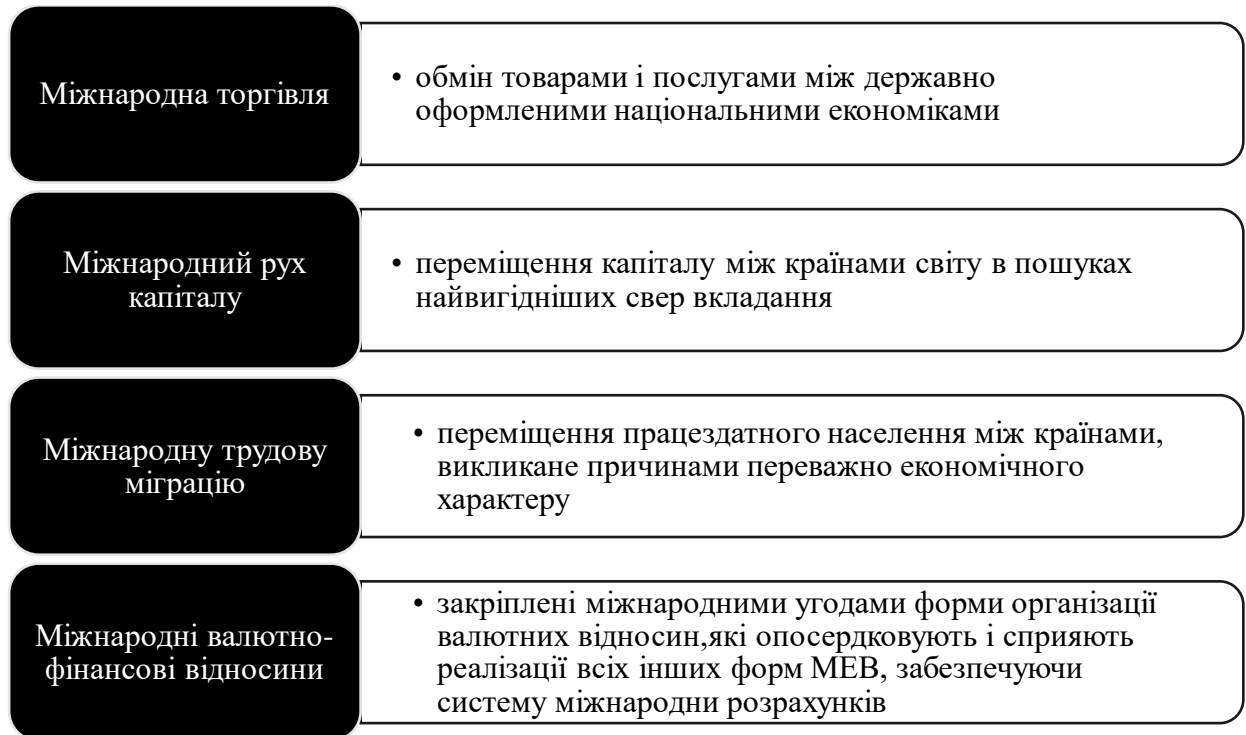 Міжнародна торгівля
• обмін товарами і послугами між державно
оформленими національними економіками
Міжнародний рух
капіталу
• переміщення капіталу між країнами світу в пошуках
найвигідніших свер вкладання
Міжнародну трудову
міграцію
• переміщення працездатного населення між країнами,
викликане причинами переважно економічного
характеру
Міжнародні валютно-
фінансові відносини
• закріплені міжнародними угодами форми організації
валютних відносин,які опосердковують і сприяють
реалізації всіх інших форм МЕВ, забезпечуючи
систему міжнародни розрахунків